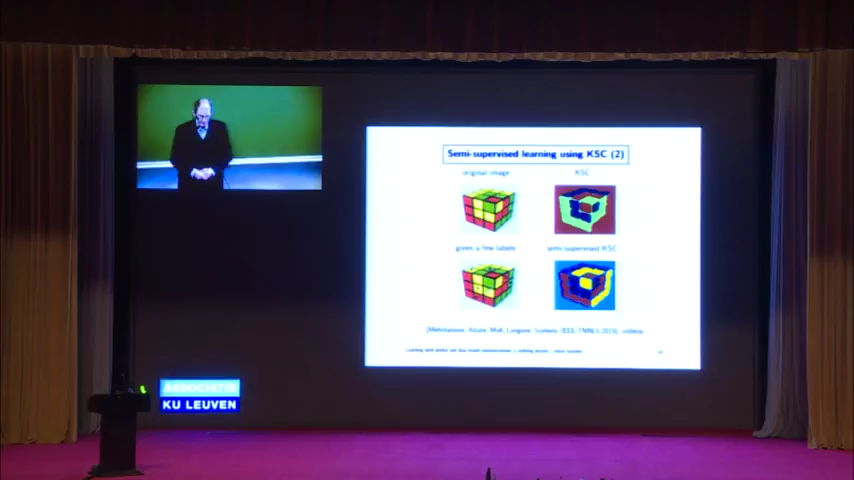 Semi-supervised learning using KSC (2)
original image
KSC
given a few labels
semi-supervised KSC
[Mehrkanoon, Alzate, Mall, Langone, Suykens, IEEE-TNNLS 2015], videos
ASSOCIATIE
KU LEUVEN